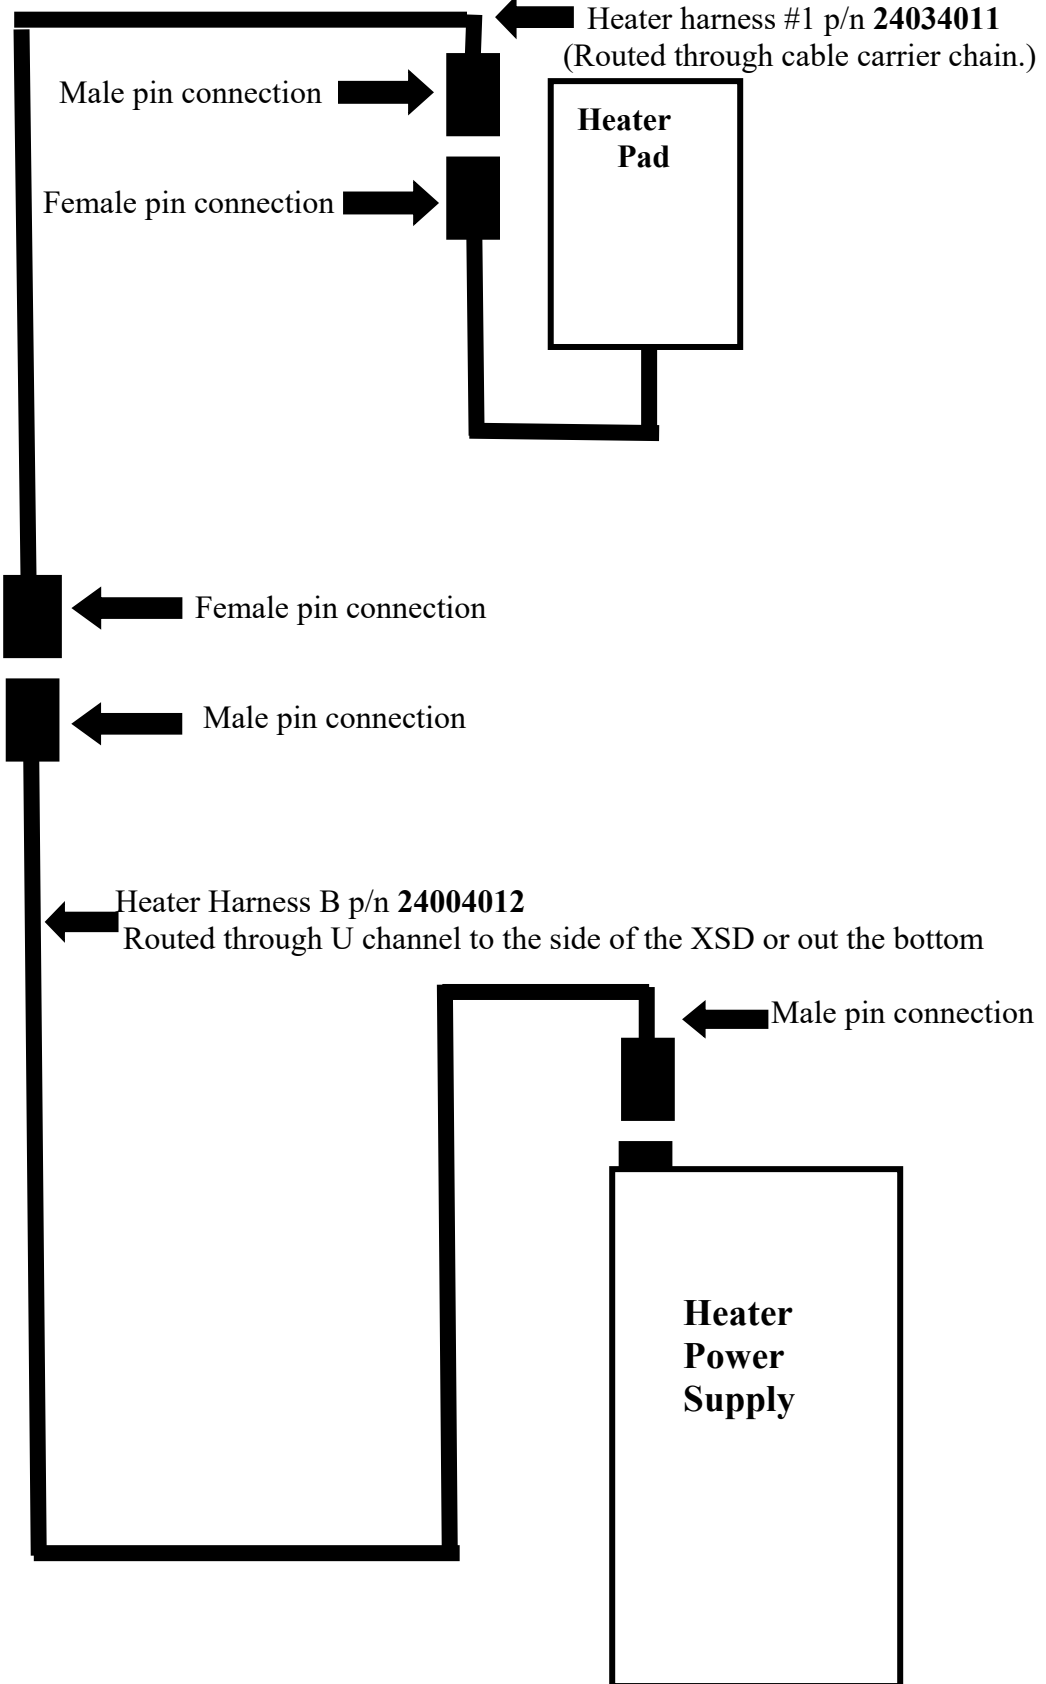 Heater harness #1 p/n 24034011
(Routed through cable carrier chain.)
Male pin connection
Heater
Pad
Female pin connection
Female pin connection
Male pin connection
Heater Harness B p/n 24004012
Routed through U channel to the side of the XSD or out the bottom
Male pin connection
Heater
Power
Supply